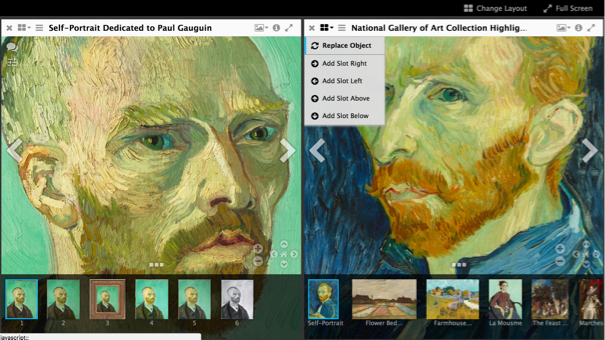 Change Layout
Full Screen
Self-Portrait Dedicated to Paul Gauguin
National Gallery of Art Collection Highlig...
Replace Object
Add Slot Right
Add Slot Left
Add Slot Above
Add Slot Below
1
2
3
4
5
6
Self-Portrait
Flower Bed...
Farmhouse...
La Mousme
The Feast ...
Marches
javascript:;